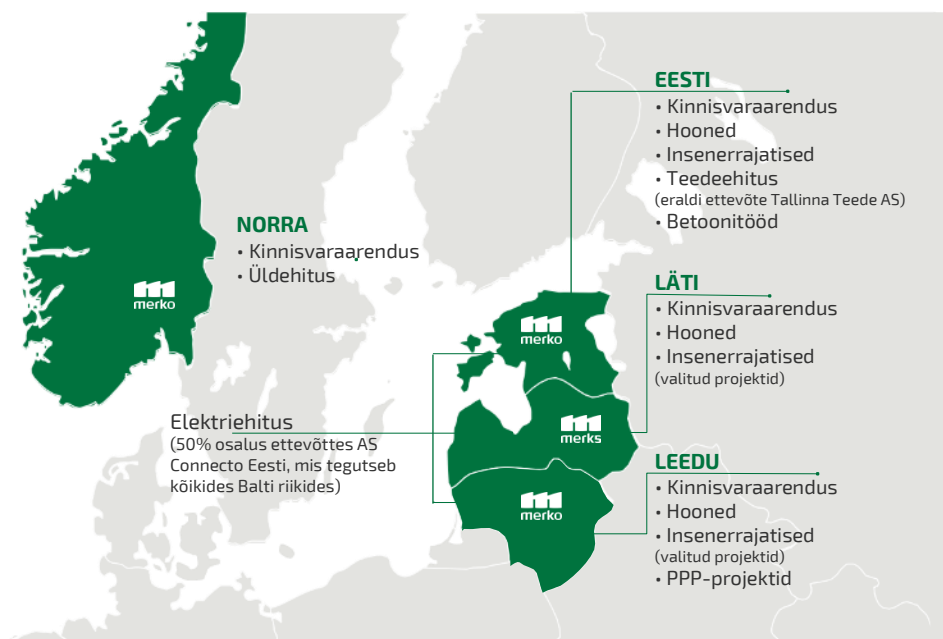 EESTI
• Kinnisvaraarendus
• Hooned
• Insenerrajatised
• Teedeehitus
(eraldi ettevõte Tallinna Teede AS)
• Betoonitööd
NORRA
• Kinnisvaraarendus
• Üldehitus
merko
LÄTI
• Kinnisvaraarendus
• Hooned
• Insenerrajatised
(valitud projektid)
merko
Elektriehitus
(50% osalus ettevõttes AS
Connecto Eesti, mis tegutseb
kõikides Balti riikides)
merks
LEEDU
• Kinnisvaraarendus
• Hooned
• Insenerrajatised
(valitud projektid)
• PPP-projektid
merko